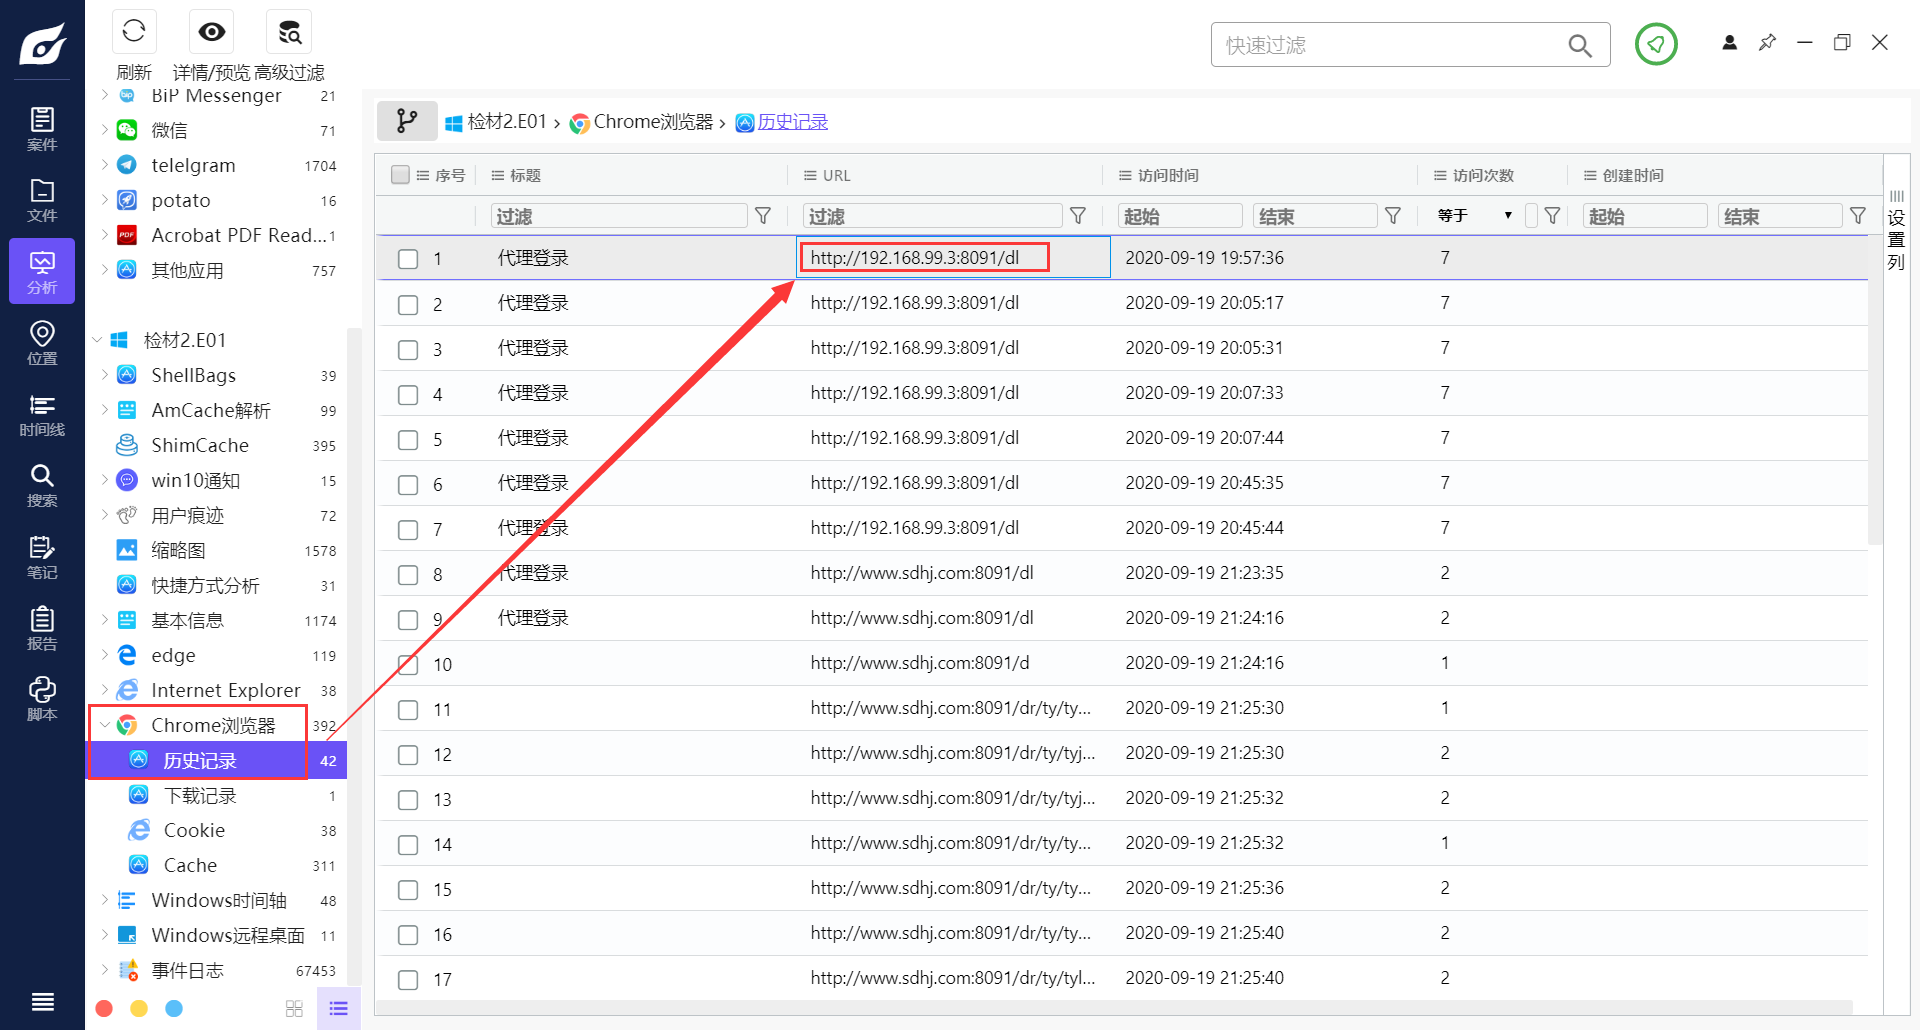 刷新
详情/预览
高级过滤
快速过滤
案件
文件
分析
位置
时间线
搜索
笔记
报告
脚本
BiP Messenger 21
微信 71
telelgram 1704
potato 16
Acrobat PDF Read... 1
其他应用 757
检材2.E01
ShellBags 39
AmCache解析 99
ShimCache 395
win10通知 15
用户痕迹 72
缩略图 1578
快捷方式分析 31
基本信息 1174
edge 119
Internet Explorer 38
Chrome浏览器 392
历史记录 42
下载记录 1
Cookie 38
Cache 311
Windows时间轴 48
Windows远程桌面 11
事件日志 67453
检材2.E01 › Chrome浏览器 › 历史记录
序号 标题 URL 访问时间 访问次数 创建时间
过滤 过滤 起始 结束 等于 起始 结束
1 代理登录 http://192.168.99.3:8091/dl 2020-09-19 19:57:36 7
2 代理登录 http://192.168.99.3:8091/dl 2020-09-19 20:05:17 7
3 代理登录 http://192.168.99.3:8091/dl 2020-09-19 20:05:31 7
4 代理登录 http://192.168.99.3:8091/dl 2020-09-19 20:07:33 7
5 代理登录 http://192.168.99.3:8091/dl 2020-09-19 20:07:44 7
6 代理登录 http://192.168.99.3:8091/dl 2020-09-19 20:45:35 7
7 代理登录 http://192.168.99.3:8091/dl 2020-09-19 20:45:44 7
8 代理登录 http://www.sdhj.com:8091/dl 2020-09-19 21:23:35 2
9 代理登录 http://www.sdhj.com:8091/dl 2020-09-19 21:24:16 2
10 http://www.sdhj.com:8091/d 2020-09-19 21:24:16 1
11 http://www.sdhj.com:8091/dr/ty/ty... 2020-09-19 21:25:30 1
12 http://www.sdhj.com:8091/dr/ty/tyj... 2020-09-19 21:25:30 2
13 http://www.sdhj.com:8091/dr/ty/tyj... 2020-09-19 21:25:32 2
14 http://www.sdhj.com:8091/dr/ty/ty... 2020-09-19 21:25:32 1
15 http://www.sdhj.com:8091/dr/ty/ty... 2020-09-19 21:25:36 2
16 http://www.sdhj.com:8091/dr/ty/ty... 2020-09-19 21:25:40 2
17 http://www.sdhj.com:8091/dr/ty/tyl... 2020-09-19 21:25:40 2
设置列